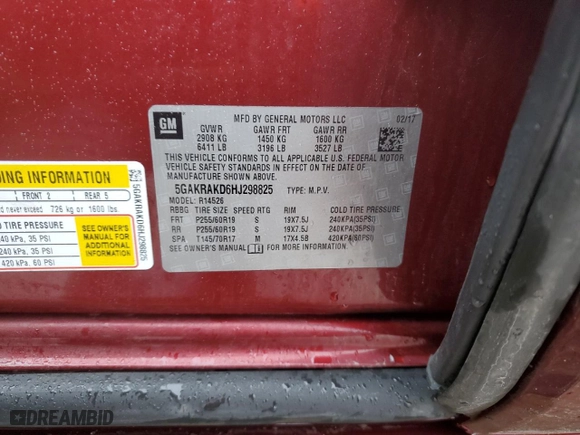 GM
MFD BY GENERAL MOTORS LLC 02/17
GVWR GAWR FRT GAWR RR
2908 KG 1450 KG 1600 KG
6411 LB 3196 LB 3527 LB
THIS VEHICLE CONFORMS TO ALL APPLICABLE U.S. FEDERAL MOTOR
VEHICLE SAFETY, BUMPER, AND THEFT PREVENTION STANDARDS
IN EFFECT ON THE DATE OF MANUFACTURE SHOWN
ABOVE.
5GAKRAKD6HJ298825 TYPE: M.P.V.
MODEL: R14526
RBBG TIRE SIZE SPEED RTG RIM COLD TIRE PRESSURE
FRT P255/60R19 S 19X7.5J 240KPA(35PSI)
RR P255/60R19 S 19X7.5J 240KPA(35PSI)
SPA T145/70R17 M 17X4.5B 420KPA(60PSI)
SEE OWNER'S MANUAL FOR MORE INFORMATION.
DING INFORMATION
FRONT 2 REAR 5
never exceed 726 kg or 1600 lbs.
COLD TIRE PRESSURE
240 kPa, 35 PSI
240 kPa, 35 PSI
420 kPa, 60 PSI
SEE OWNER'S
MANUAL FOR
ADDITIONAL
INFORMATION
5GAKRAKD6HJ298825
DREAMBID